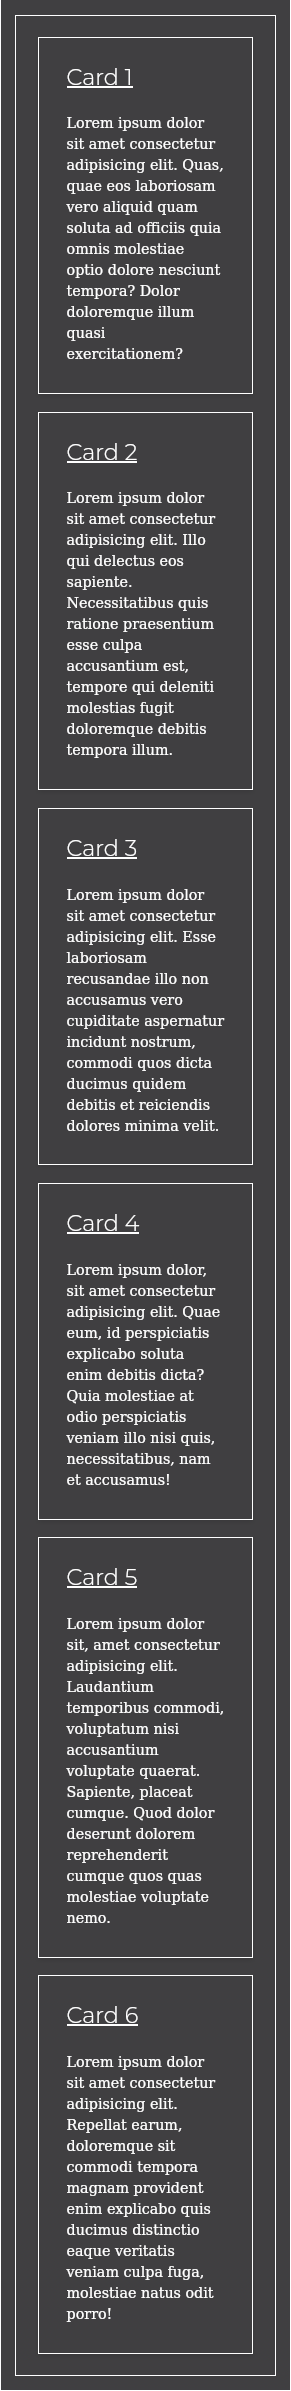 Card 1
Lorem ipsum dolor
sit amet consectetur
adipisicing elit. Quas,
quae eos laboriosam
vero aliquid quam
soluta ad officiis quia
omnis molestiae
optio dolore nesciunt
tempora? Dolor
doloremque illum
quasi
exercitationem?
Card 2
Lorem ipsum dolor
sit amet consectetur
adipisicing elit. Illo
qui delectus eos
sapiente.
Necessitatibus quis
ratione praesentium
esse culpa
accusantium est,
tempore qui deleniti
molestias fugit
doloremque debitis
tempora illum.
Card 3
Lorem ipsum dolor
sit amet consectetur
adipisicing elit. Esse
laboriosam
recusandae illo non
accusamus vero
cupiditate aspernatur
incidunt nostrum,
commodi quos dicta
ducimus quidem
debitis et reiciendis
dolores minima velit.
Card 4
Lorem ipsum dolor,
sit amet consectetur
adipisicing elit. Quae
eum, id perspiciatis
explicabo soluta
enim debitis dicta?
Quia molestiae at
odio perspiciatis
veniam illo nisi quis,
necessitatibus, nam
et accusamus!
Card 5
Lorem ipsum dolor
sit, amet consectetur
adipisicing elit.
Laudantium
temporibus commodi,
voluptatum nisi
accusantium
voluptate quaerat.
Sapiente, placeat
cumque. Quod dolor
deserunt dolorem
reprehenderit
cumque quos quas
molestiae voluptate
nemo.
Card 6
Lorem ipsum dolor
sit amet consectetur
adipisicing elit.
Repellat earum,
doloremque sit
commodi tempora
magnam provident
enim explicabo quis
ducimus distinctio
eaque veritatis
veniam culpa fuga,
molestiae natus odit
porro!